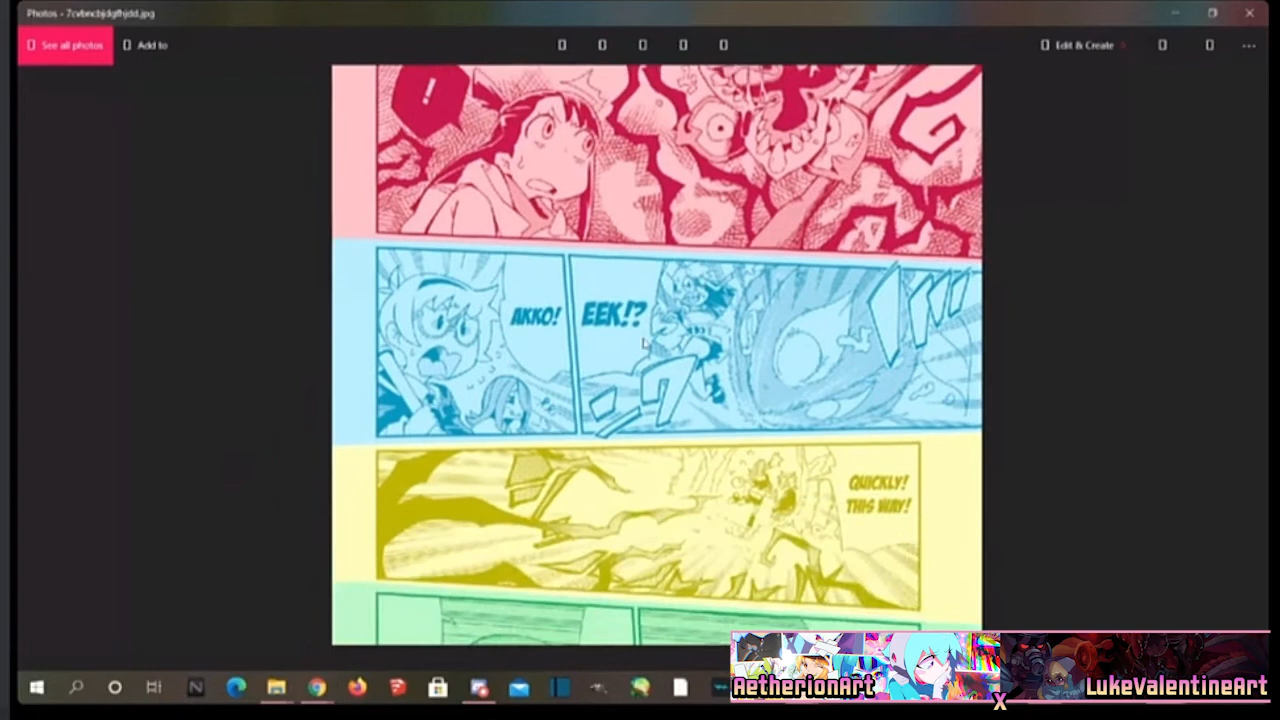 Photos - 7cvbncbjdgfhjdd.jpg
See all photos
Add to
Edit & Create
!
AKKO!
EEK!?
QUICKLY!
THIS WAY!
AetherionArt
X
LukeValentineArt